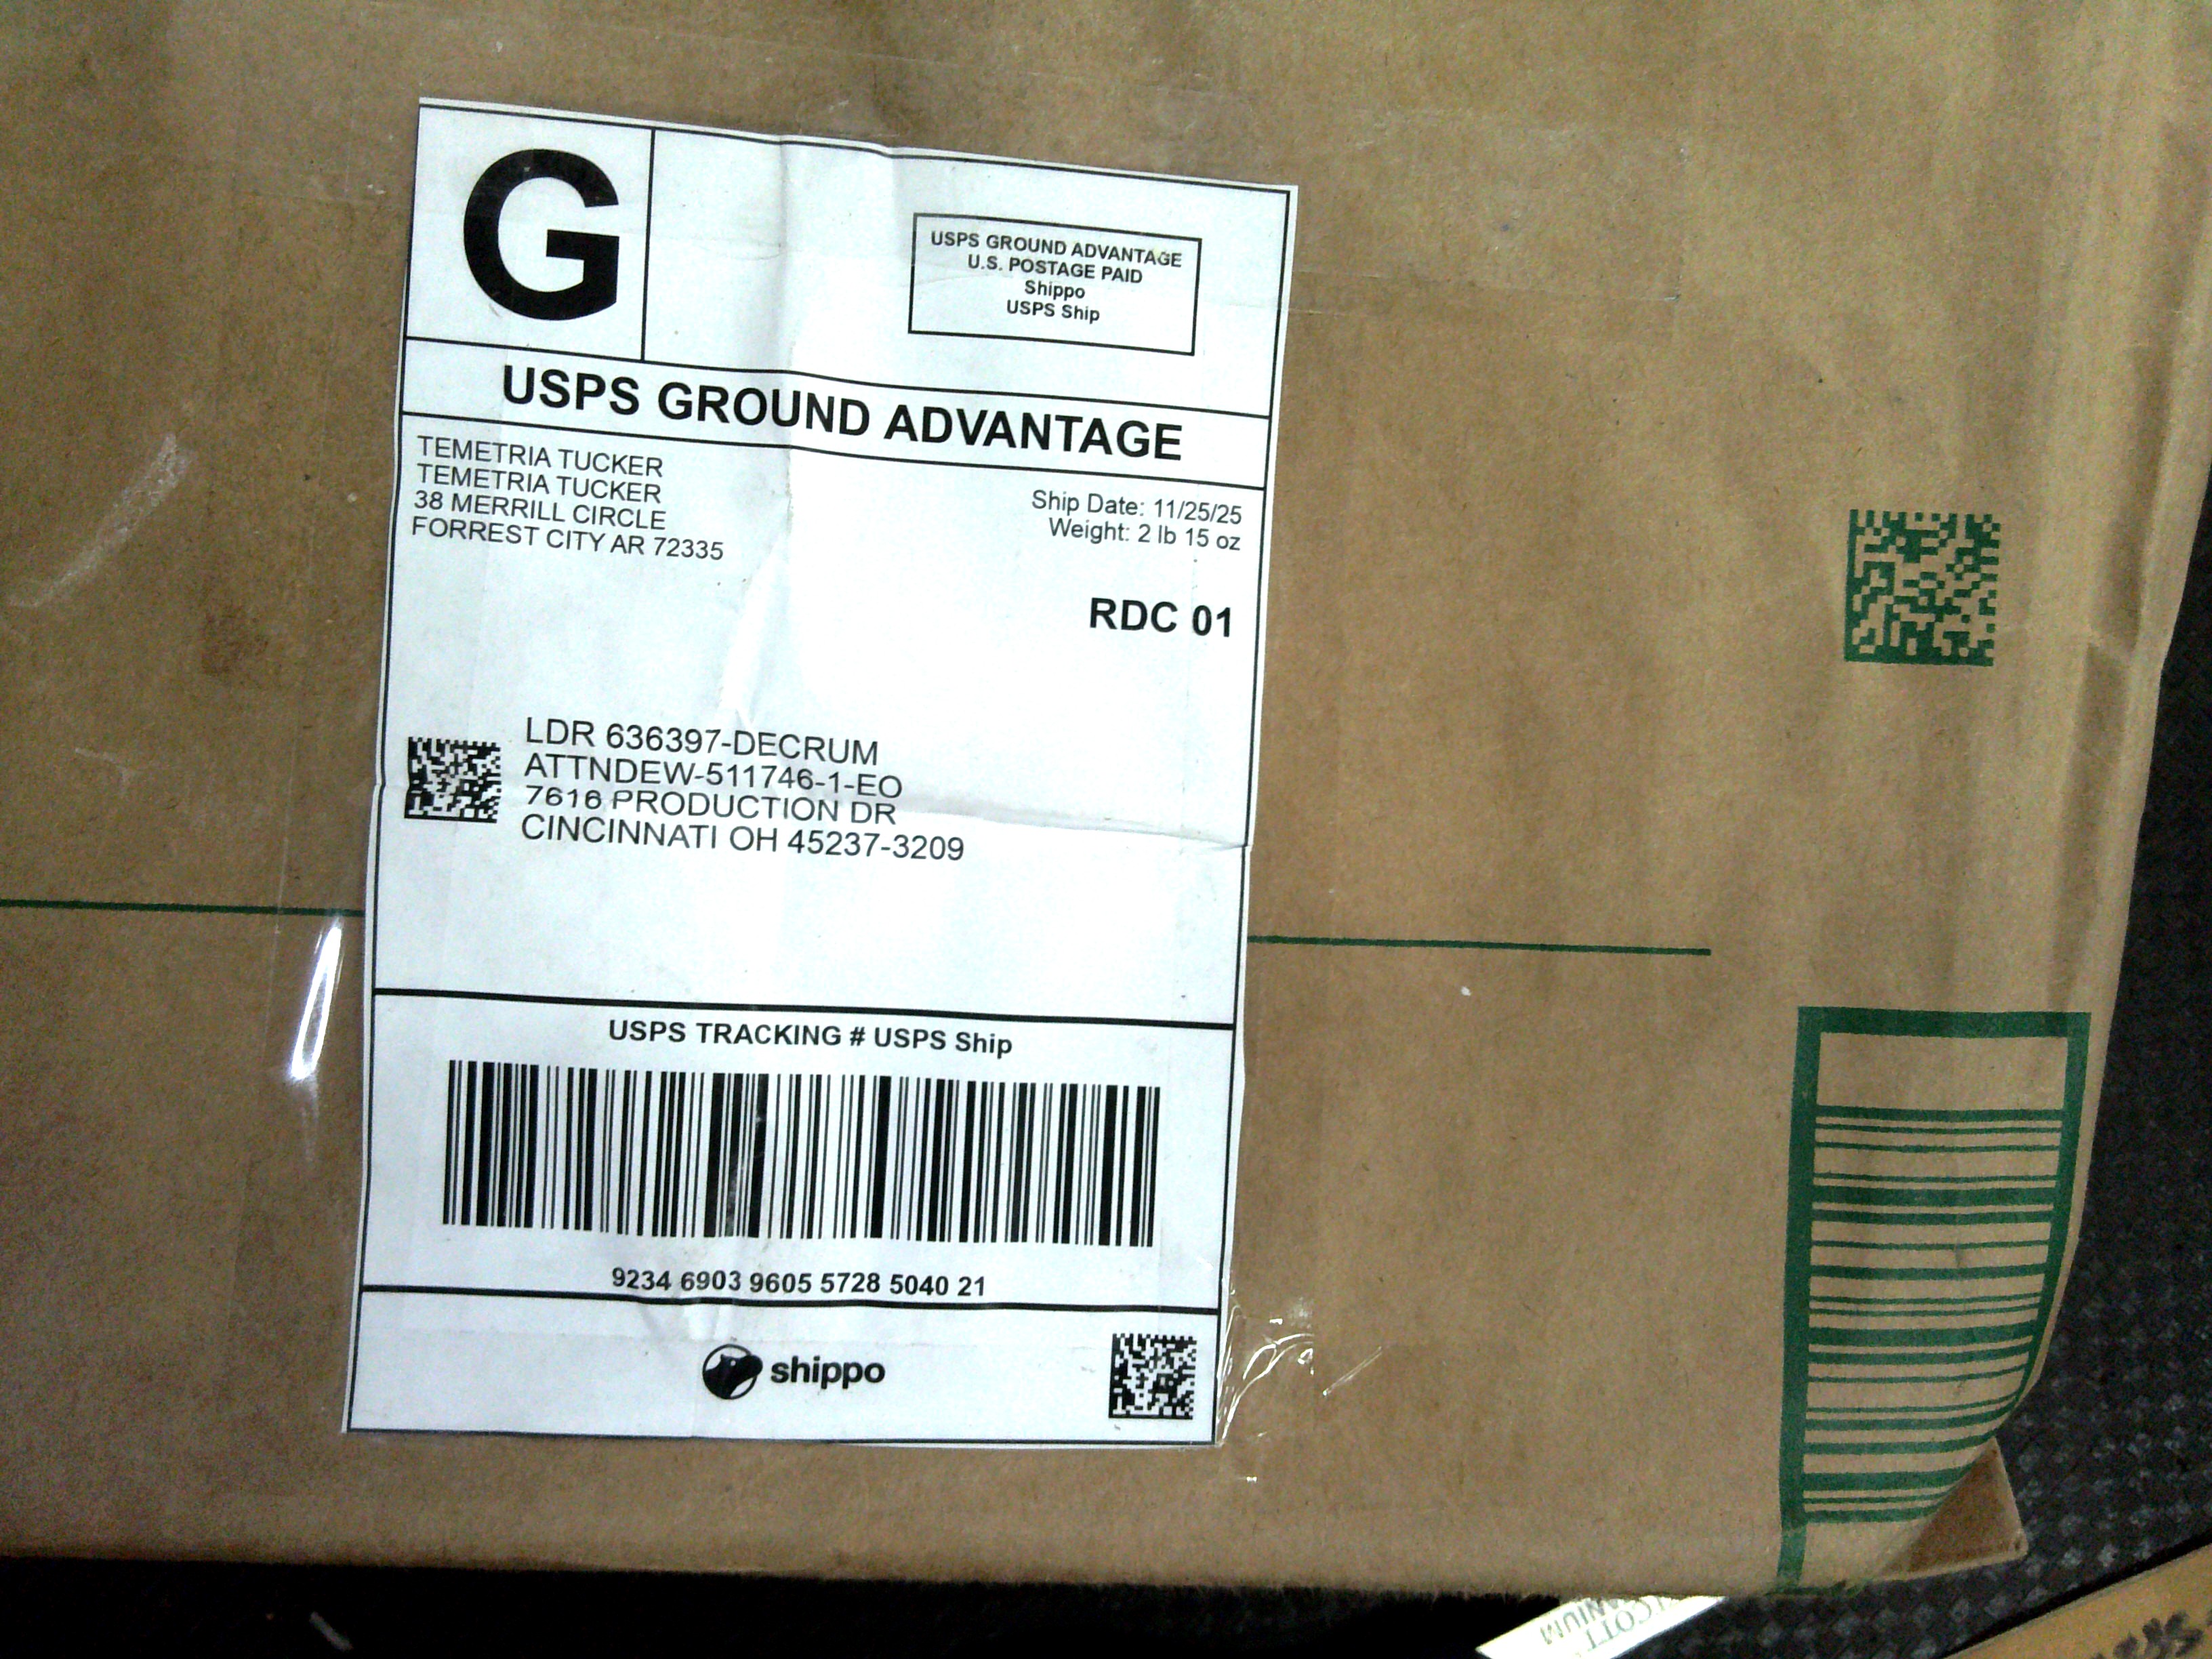 G
USPS GROUND ADVANTAGE
U.S. POSTAGE PAID
Shippo
USPS Ship
USPS GROUND ADVANTAGE
TEMETRIA TUCKER
TEMETRIA TUCKER
38 MERRILL CIRCLE
FORREST CITY AR 72335
Ship Date: 11/25/25
Weight: 2 lb 15 oz
RDC 01
LDR 636397-DECRUM
ATTNDEW-511746-1-EO
7616 PRODUCTION DR
CINCINNATI OH 45237-3209
USPS TRACKING # USPS Ship
9234 6903 9605 5728 5040 21
shippo